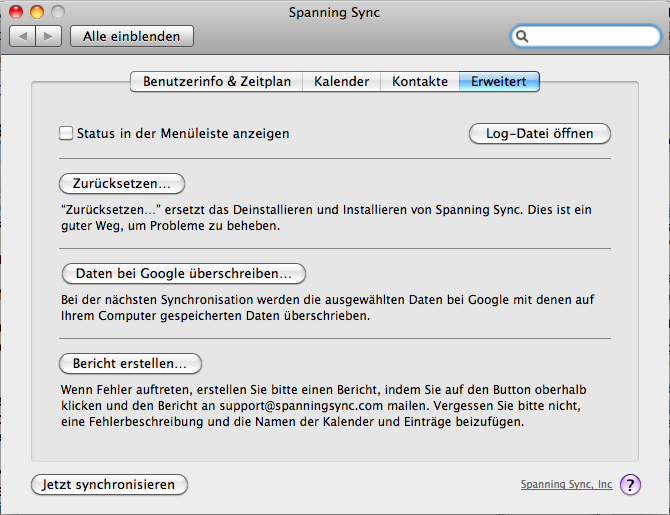 Spanning Sync
Alle einblenden
Benutzerinfo & Zeitplan Kalender Kontakte Erweitert
Status in der Menüleiste anzeigen Log-Datei öffnen
Zurücksetzen...
"Zurücksetzen..." ersetzt das Deinstallieren und Installieren von Spanning Sync. Dies ist ein
guter Weg, um Probleme zu beheben.
Daten bei Google überschreiben...
Bei der nächsten Synchronisation werden die ausgewählten Daten bei Google mit denen auf
Ihrem Computer gespeicherten Daten überschrieben.
Bericht erstellen...
Wenn Fehler auftreten, erstellen Sie bitte einen Bericht, indem Sie auf den Button oberhalb
klicken und den Bericht an support@spanningsync.com mailen. Vergessen Sie bitte nicht,
eine Fehlerbeschreibung und die Namen der Kalender und Einträge beizufügen.
Jetzt synchronisieren Spanning Sync, Inc ?